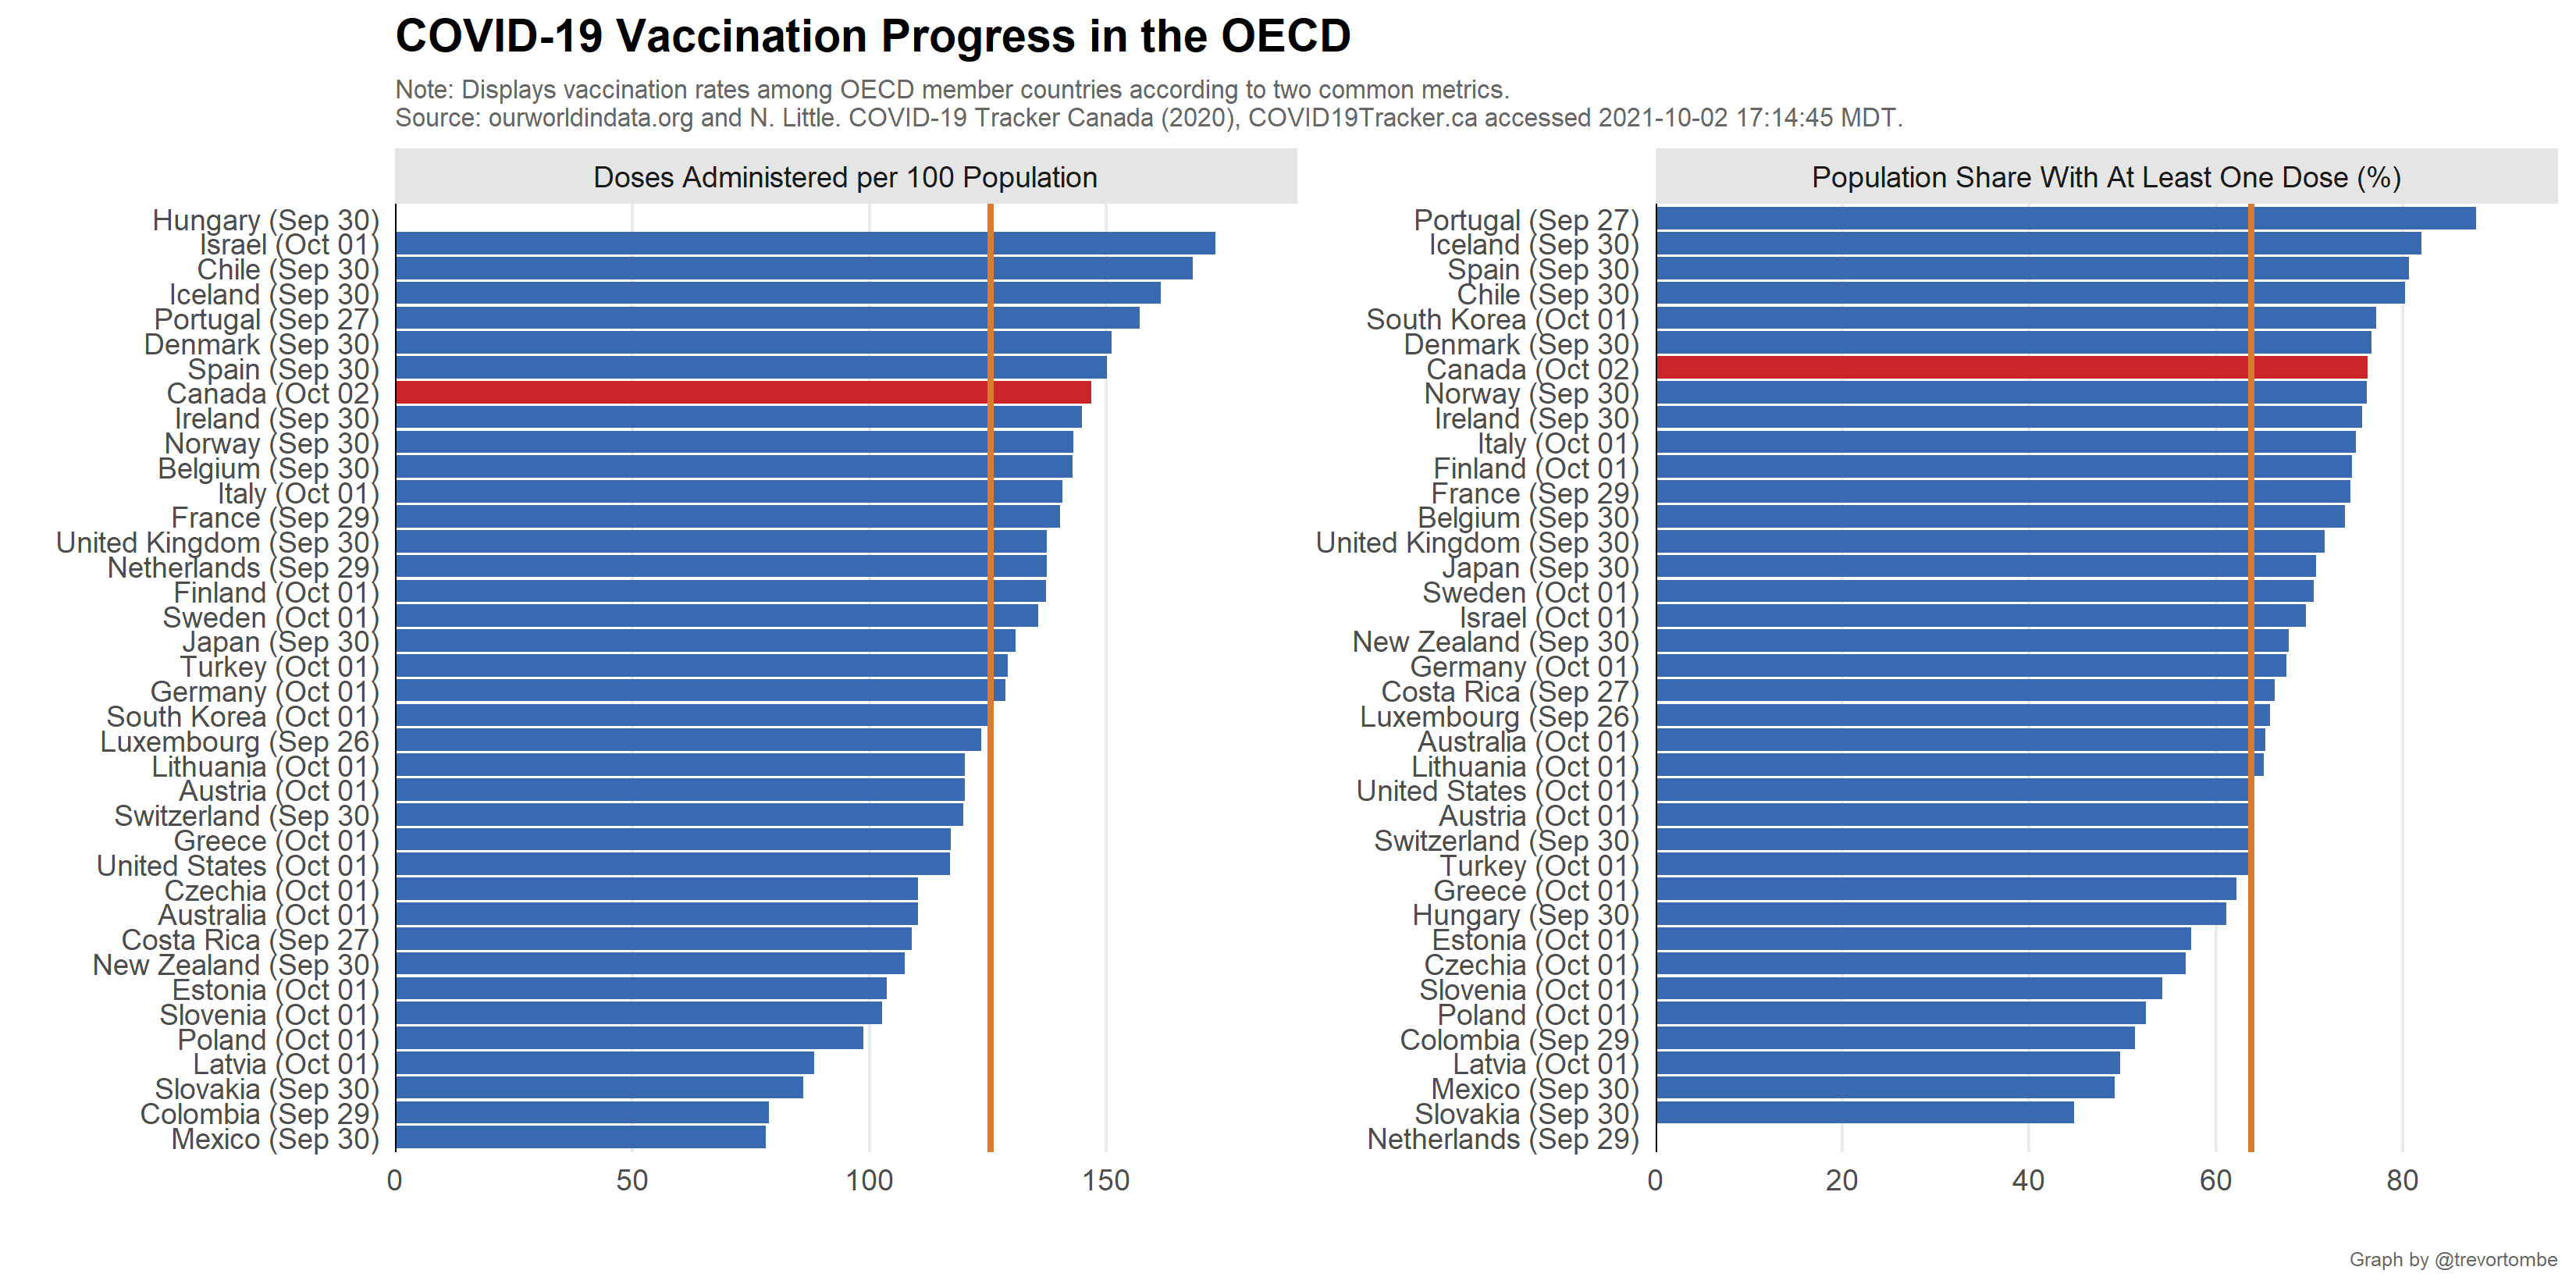 COVID-19 Vaccination Progress in the OECD
Note: Displays vaccination rates among OECD member countries according to two common metrics.
Source: ourworldindata.org and N. Little. COVID-19 Tracker Canada (2020), COVID19Tracker.ca accessed 2021-10-02 17:14:45 MDT.
Doses Administered per 100 Population
Hungary (Sep 30)
Israel (Oct 01)
Chile (Sep 30)
Iceland (Sep 30)
Portugal (Sep 27)
Denmark (Sep 30)
Spain (Sep 30)
Canada (Oct 02)
Ireland (Sep 30)
Norway (Sep 30)
Belgium (Sep 30)
Italy (Oct 01)
France (Sep 29)
United Kingdom (Sep 30)
Netherlands (Sep 29)
Finland (Oct 01)
Sweden (Oct 01)
Japan (Sep 30)
Turkey (Oct 01)
Germany (Oct 01)
South Korea (Oct 01)
Luxembourg (Sep 26)
Lithuania (Oct 01)
Austria (Oct 01)
Switzerland (Sep 30)
Greece (Oct 01)
United States (Oct 01)
Czechia (Oct 01)
Australia (Oct 01)
Costa Rica (Sep 27)
New Zealand (Sep 30)
Estonia (Oct 01)
Slovenia (Oct 01)
Poland (Oct 01)
Latvia (Oct 01)
Slovakia (Sep 30)
Colombia (Sep 29)
Mexico (Sep 30)
0 50 100 150
Population Share With At Least One Dose (%)
Portugal (Sep 27)
Iceland (Sep 30)
Spain (Sep 30)
Chile (Sep 30)
South Korea (Oct 01)
Denmark (Sep 30)
Canada (Oct 02)
Norway (Sep 30)
Ireland (Sep 30)
Italy (Oct 01)
Finland (Oct 01)
France (Sep 29)
Belgium (Sep 30)
United Kingdom (Sep 30)
Japan (Sep 30)
Sweden (Oct 01)
Israel (Oct 01)
New Zealand (Sep 30)
Germany (Oct 01)
Costa Rica (Sep 27)
Luxembourg (Sep 26)
Australia (Oct 01)
Lithuania (Oct 01)
United States (Oct 01)
Austria (Oct 01)
Switzerland (Sep 30)
Turkey (Oct 01)
Greece (Oct 01)
Hungary (Sep 30)
Estonia (Oct 01)
Czechia (Oct 01)
Slovenia (Oct 01)
Poland (Oct 01)
Colombia (Sep 29)
Latvia (Oct 01)
Mexico (Sep 30)
Slovakia (Sep 30)
Netherlands (Sep 29)
0 20 40 60 80
Graph by @trevortombe